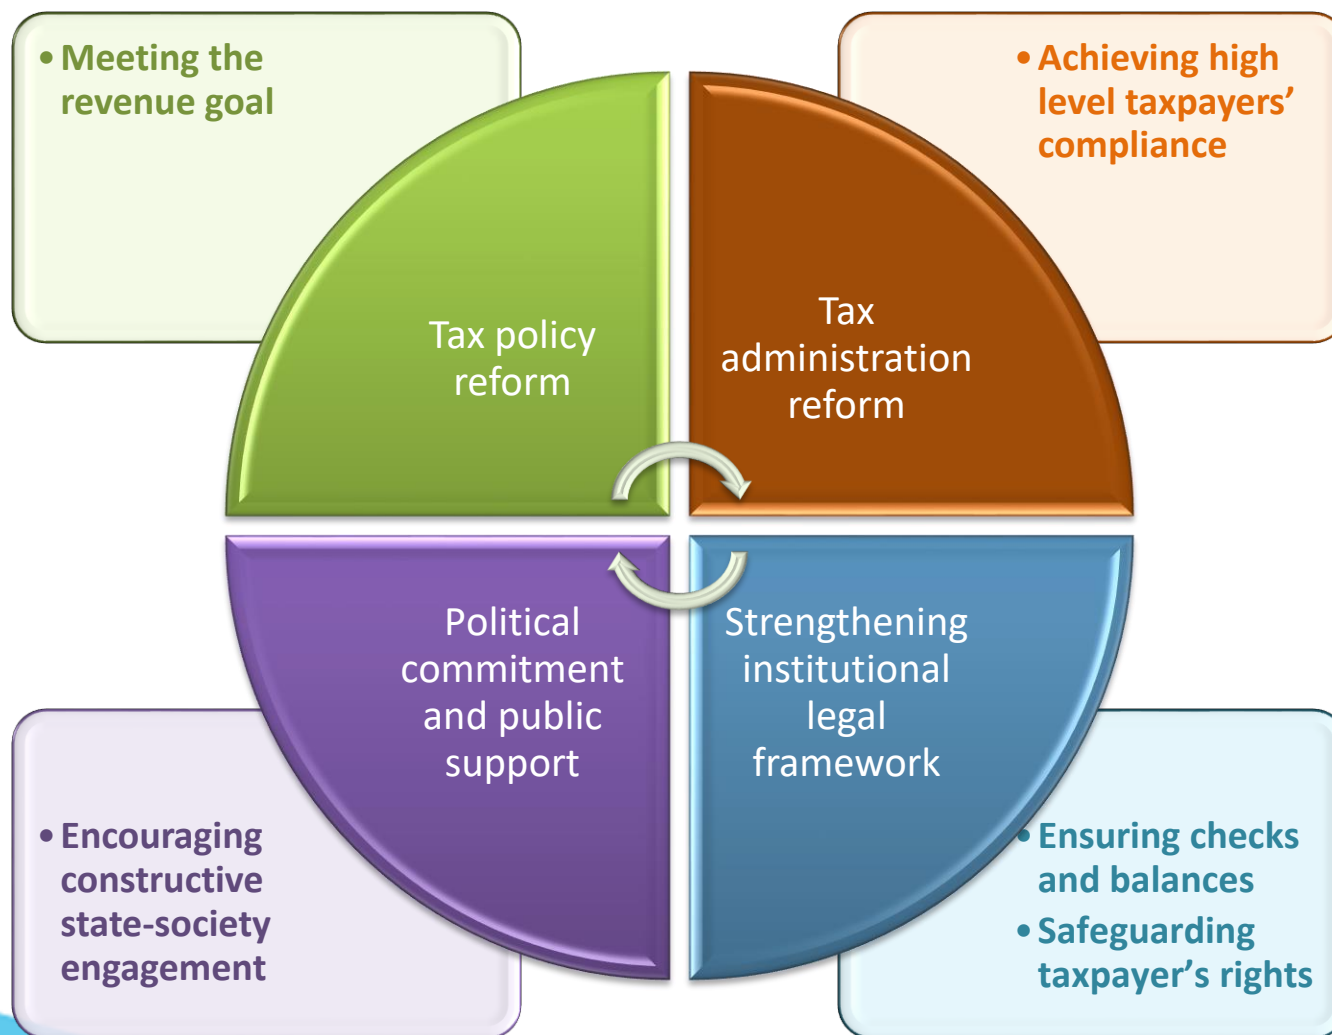 • Meeting the
revenue goal
• Achieving high
level taxpayers’
compliance
Tax policy
reform
Tax
administration
reform
Political
commitment
and public
support
Strengthening
institutional
legal
framework
• Encouraging
constructive
state-society
engagement
• Ensuring checks
and balances
• Safeguarding
taxpayer’s rights